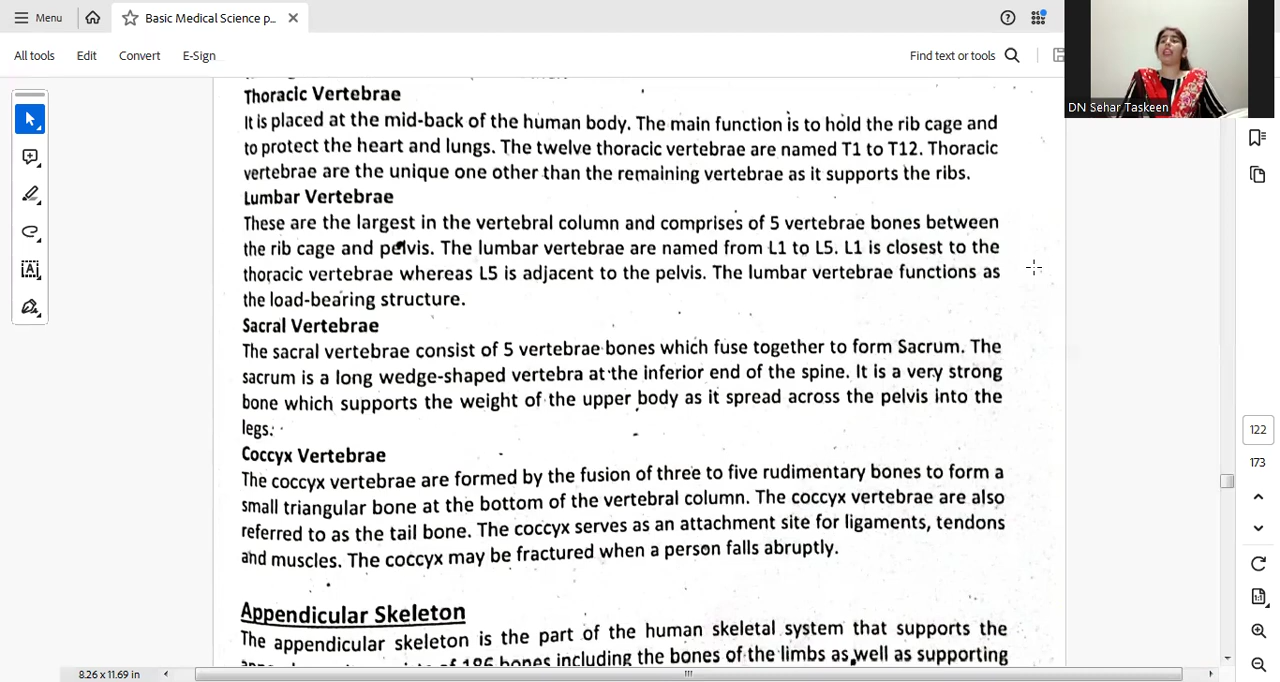 Menu
Basic Medical Science p...
All tools
Edit
Convert
E-Sign
Find text or tools
DN Sehar Taskeen
Thoracic Vertebrae
It is placed at the mid-back of the human body. The main function is to hold the rib cage and
to protect the heart and lungs. The twelve thoracic vertebrae are named T1 to T12. Thoracic
vertebrae are the unique one other than the remaining vertebrae as it supports the ribs.
Lumbar Vertebrae
These are the largest in the vertebral column and comprises of 5 vertebrae bones between
the rib cage and pelvis. The lumbar vertebrae are named from L1 to L5. L1 is closest to the
thoracic vertebrae whereas L5 is adjacent to the pelvis. The lumbar vertebrae functions as
the load-bearing structure.
Sacral Vertebrae
The sacral vertebrae consist of 5 vertebrae bones which fuse together to form Sacrum. The
sacrum is a long wedge-shaped vertebra at the inferior end of the spine. It is a very strong
bone which supports the weight of the upper body as it spread across the pelvis into the
legs.
Coccyx Vertebrae
The coccyx vertebrae are formed by the fusion of three to five rudimentary bones to form a
small triangular bone at the bottom of the vertebral column. The coccyx vertebrae are also
referred to as the tail bone. The coccyx serves as an attachment site for ligaments, tendons
and muscles. The coccyx may be fractured when a person falls abruptly.
Appendicular Skeleton
The appendicular skeleton is the part of the human skeletal system that supports the
of 186 bones including the bones of the limbs as well as supporting
122
173
8.26 x 11.69 in